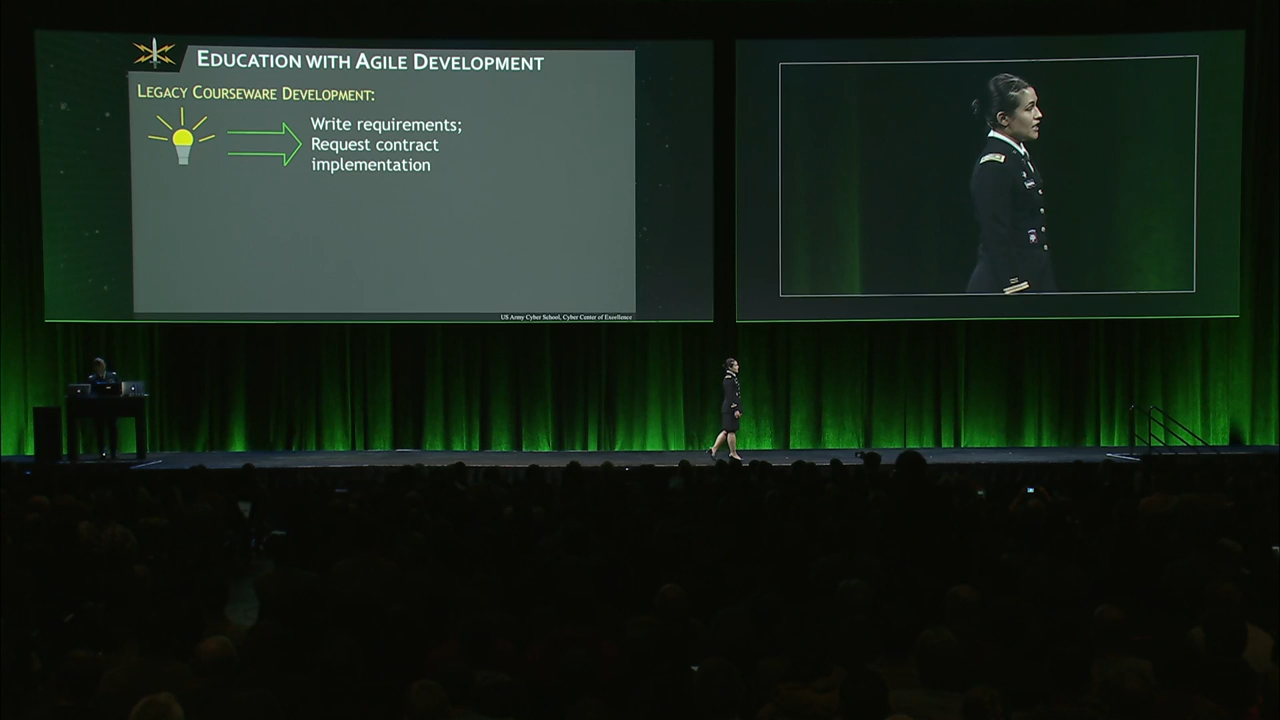 EDUCATION WITH AGILE DEVELOPMENT
LEGACY COURSEWARE DEVELOPMENT:
Write requirements;
Request contract
implementation
US Army Cyber School, Cyber Center of Excellence